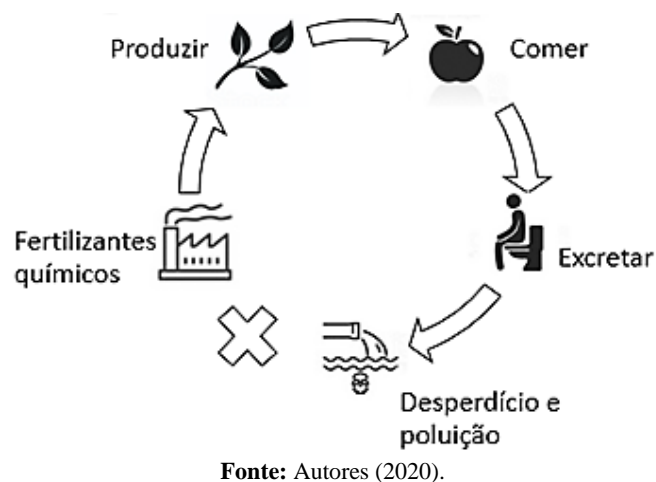 Produzir
Comer
Fertilizantes
químicos
Excretar
Desperdício e
poluição
Fonte: Autores (2020).